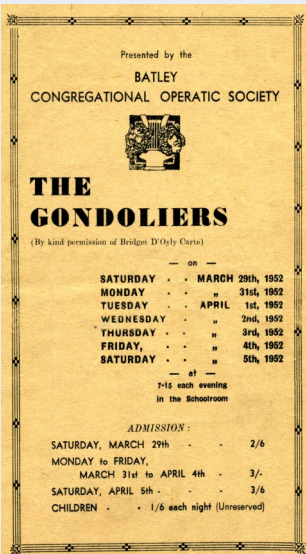 Presented by the
BATLEY
CONGREGATIONAL OPERATIC SOCIETY
THE
GONDOLIERS
(By kind permission of Bridget D'Oyly Carte)
— on —
SATURDAY - - MARCH 29th, 1952
MONDAY - - „ 31st, 1952
TUESDAY - - APRIL 1st, 1952
WEDNESDAY - „ 2nd, 1952
THURSDAY - - „ 3rd, 1952
FRIDAY, - - „ 4th, 1952
SATURDAY - - „ 5th, 1952
— at —
7-15 each evening
in the Schoolroom
ADMISSION :
SATURDAY, MARCH 29th - - - 2/6
MONDAY to FRIDAY,
MARCH 31st to APRIL 4th - - 3/-
SATURDAY, APRIL 5th - - - 3/6
CHILDREN - - 1/6 each night (Unreserved)